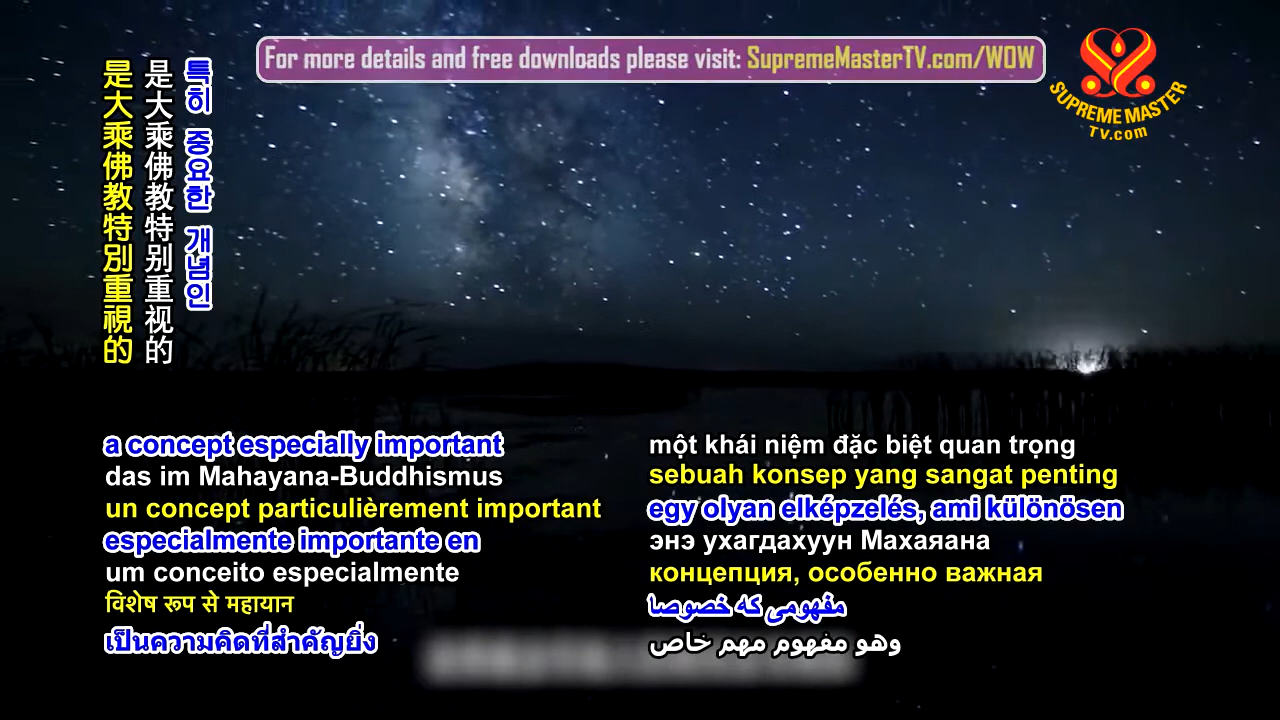 For more details and free downloads please visit: SupremeMasterTV.com/WOW
SUPREME MASTER
TV.com
특히 중요한 개념인
是大乘佛教特别重视的
是大乘佛教特別重視的
a concept especially important
das im Mahayana-Buddhismus
un concept particulièrement important
especialmente importante en
um conceito especialmente
विशेष रूप से महायान
เป็นความคิดที่สำคัญยิ่ง
một khái niệm đặc biệt quan trọng
sebuah konsep yang sangat penting
egy olyan elképzelés, ami különösen
энэ ухагдахуун Махаяана
концепция, особенно важная
مفهومی که خصوصا
وهو مفهوم مهم خاص